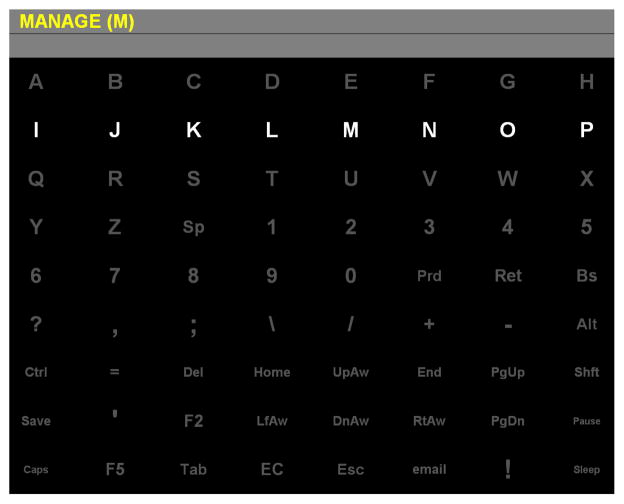 MANAGE (M)
A B C D E F G H
I J K L M N O P
Q R S T U V W X
Y Z Sp 1 2 3 4 5
6 7 8 9 0 Prd Ret Bs
? , ; \ / + - Alt
Ctrl = Del Home UpAw End PgUp Shft
Save ' F2 LfAw DnAw RtAw PgDn Pause
Caps F5 Tab EC Esc email ! Sleep